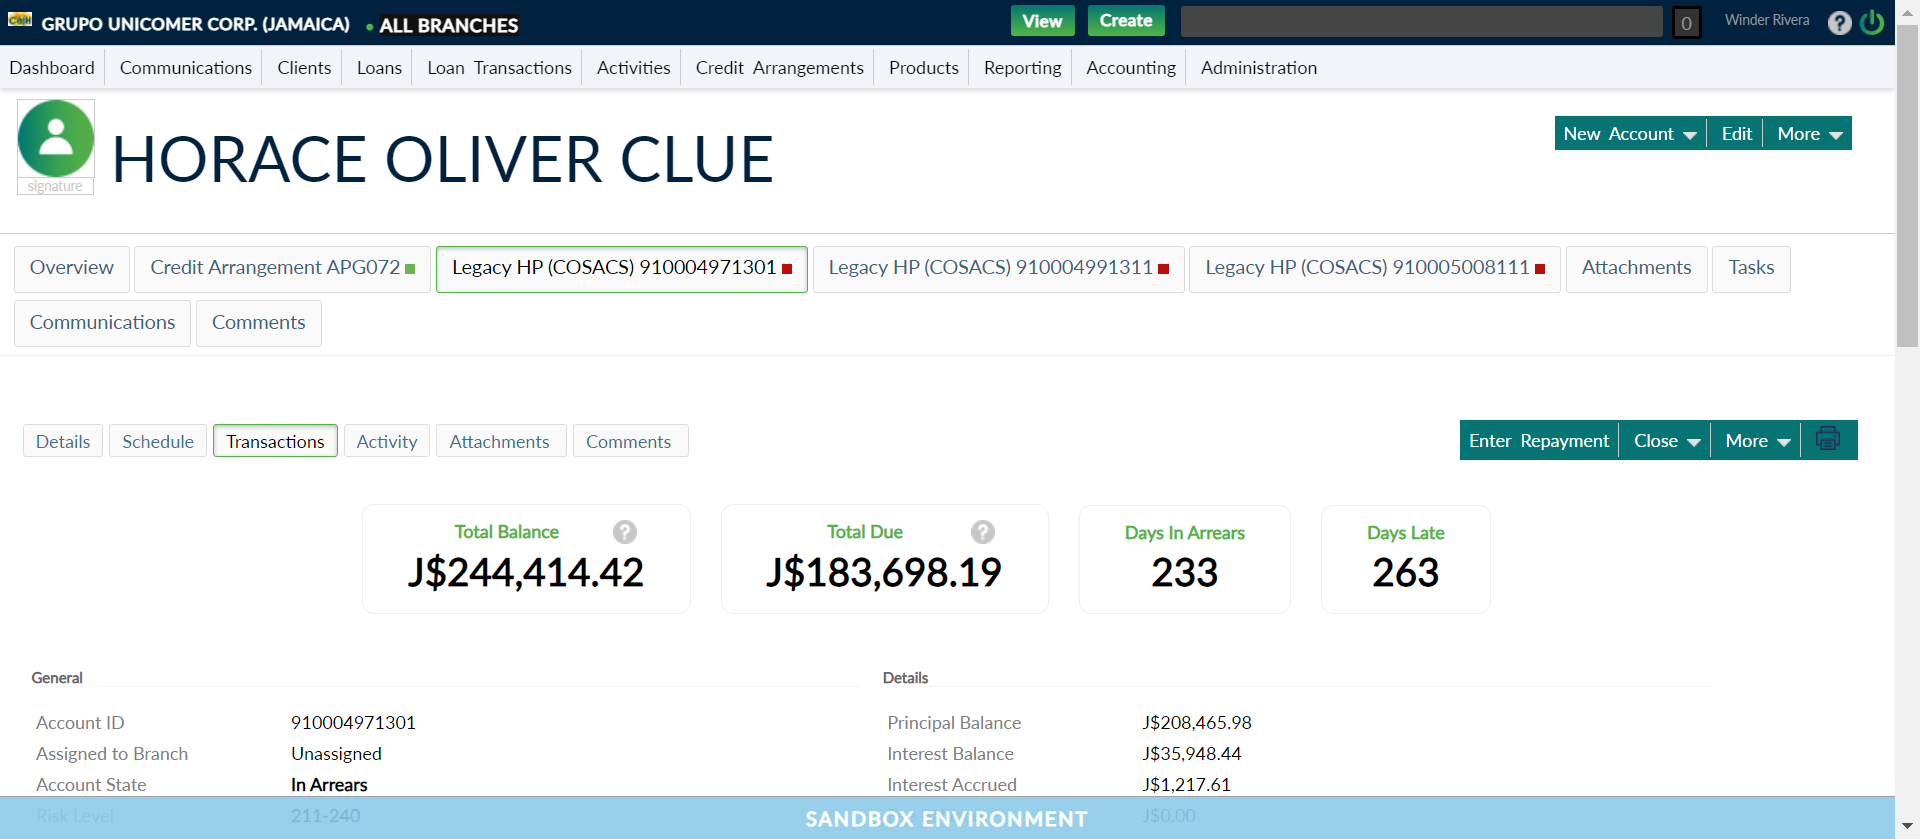 GRUPO UNICOMER CORP. (JAMAICA) ALL BRANCHES View Create 0 Winder Rivera ?
Dashboard Communications Clients Loans Loan Transactions Activities Credit Arrangements Products Reporting Accounting Administration
HORACE OLIVER CLUE
signature
New Account Edit More
Overview Credit Arrangement APG072 Legacy HP (COSACS) 910004971301 Legacy HP (COSACS) 910004991311 Legacy HP (COSACS) 910005008111 Attachments Tasks
Communications Comments
Details Schedule Transactions Activity Attachments Comments Enter Repayment Close More
Total Balance ? Total Due ? Days In Arrears Days Late
J$244,414.42 J$183,698.19 233 263
General Details
Account ID 910004971301 Principal Balance J$208,465.98
Assigned to Branch Unassigned Interest Balance J$35,948.44
Account State In Arrears Interest Accrued J$1,217.61
Risk Level 211-240 J$0.00
SANDBOX ENVIRONMENT